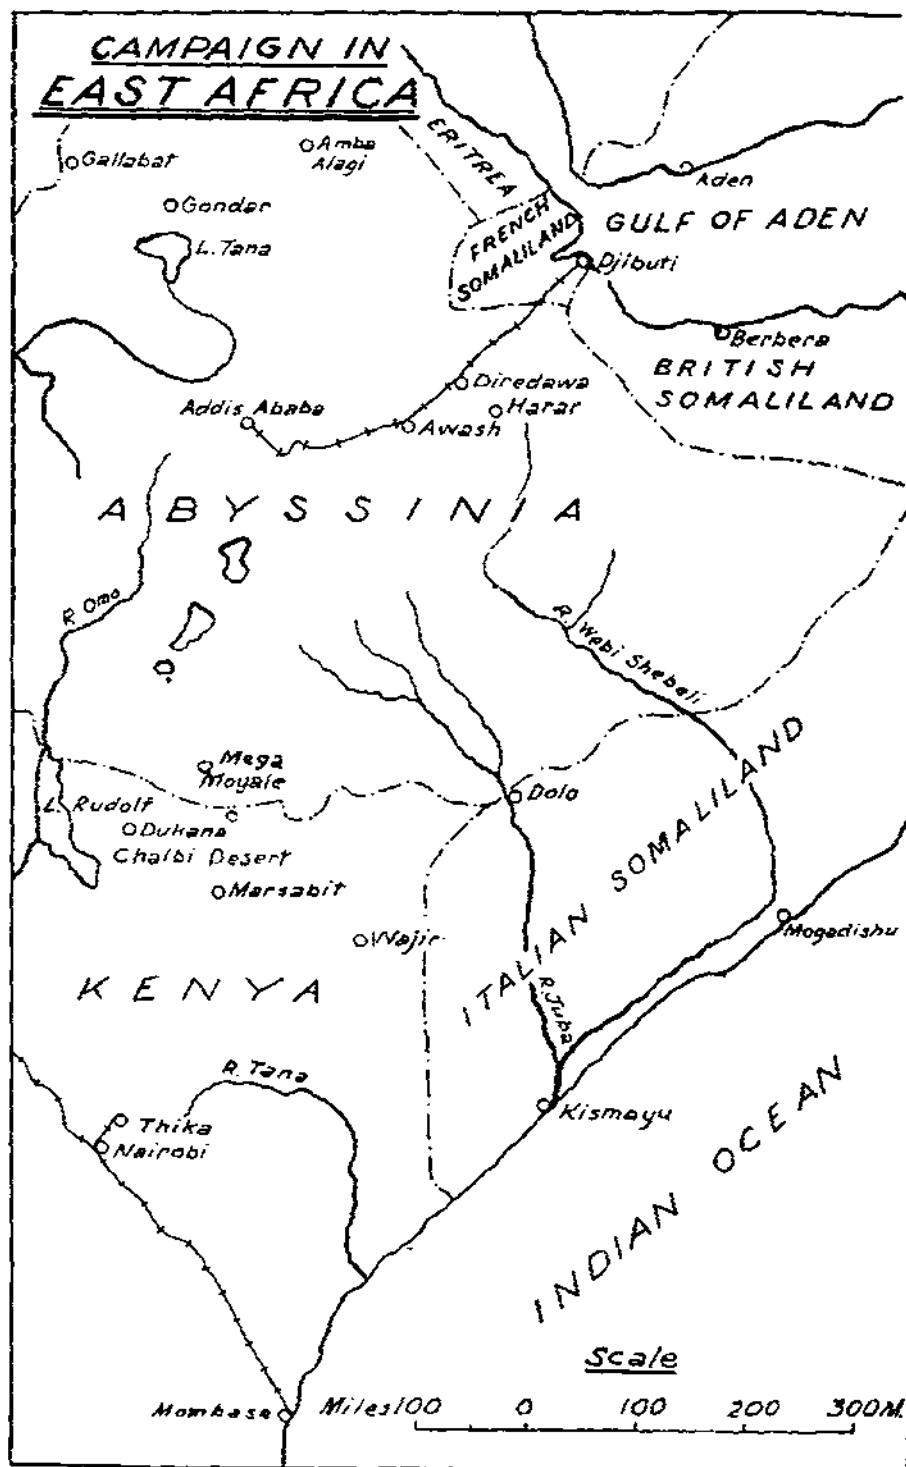 CAMPAIGN IN
EAST AFRICA
Gallabat
Amba
Alagi
ERITREA
Aden
Gondar
L. Tana
FRENCH
SOMALILAND
GULF OF ADEN
Djibuti
Berbera
BRITISH
SOMALILAND
Diredawa
Harar
Addis Ababa
Awash
ABYSSINIA
R. Omo
R. Webi Shebeli
Mega
Moyale
Dolo
L. Rudolf
Dukana
Chalbi Desert
Marsabit
Wajir
ITALIAN SOMALILAND
Mogadishu
KENYA
R. Juba
R. Tana
Kismayu
Thika
Nairobi
INDIAN OCEAN
Scale
Mombasa
Miles 100 0 100 200 300 M.